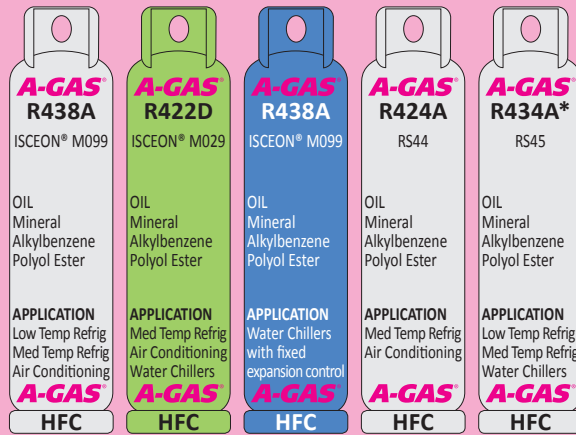 A-GAS®
R438A
ISCEON® M099
OIL
Mineral
Alkylbenzene
Polyol Ester
APPLICATION
Low Temp Refrig
Med Temp Refrig
Air Conditioning
A-GAS®
HFC
A-GAS®
R422D
ISCEON® M029
OIL
Mineral
Alkylbenzene
Polyol Ester
APPLICATION
Med Temp Refrig
Air Conditioning
Water Chillers
A-GAS®
HFC
A-GAS®
R438A
ISCEON® M099
OIL
Mineral
Alkylbenzene
Polyol Ester
APPLICATION
Water Chillers
with fixed
expansion control
A-GAS®
HFC
A-GAS®
R424A
RS44
OIL
Mineral
Alkylbenzene
Polyol Ester
APPLICATION
Med Temp Refrig
Air Conditioning
A-GAS®
HFC
A-GAS®
R434A*
RS45
OIL
Mineral
Alkylbenzene
Polyol Ester
APPLICATION
Low Temp Refrig
Med Temp Refrig
Water Chillers
A-GAS®
HFC